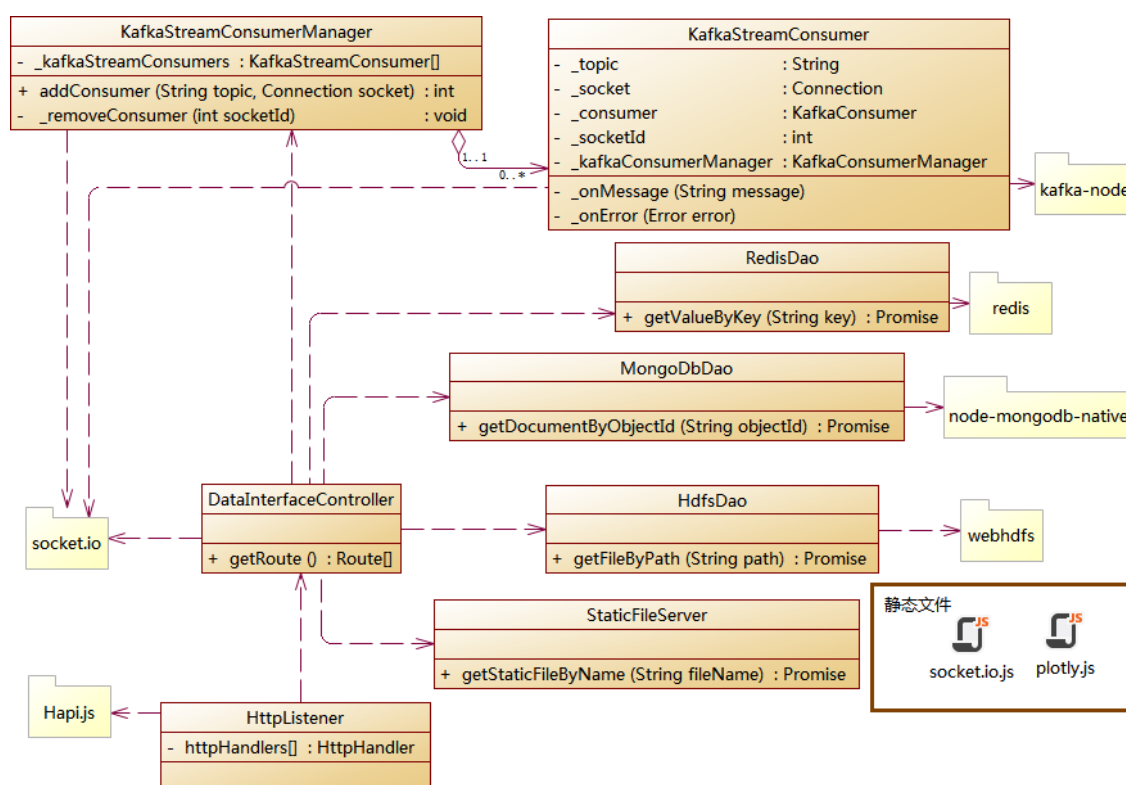 KafkaStreamConsumerManager
- _kafkaStreamConsumers : KafkaStreamConsumer[]
+ addConsumer (String topic, Connection socket) : int
- _removeConsumer (int socketId) : void
KafkaStreamConsumer
- _topic : String
- _socket : Connection
- _consumer : KafkaConsumer
- _socketId : int
- _kafkaConsumerManager : KafkaConsumerManager
- _onMessage (String message)
- _onError (Error error)
1..1
0..*
kafka-node
RedisDao
+ getValueByKey (String key) : Promise
redis
MongoDbDao
+ getDocumentByObjectId (String objectId) : Promise
node-mongodb-native
DataInterfaceController
+ getRoute () : Route[]
socket.io
HdfsDao
+ getFileByPath (String path) : Promise
webhdfs
StaticFileServer
+ getStaticFileByName (String fileName) : Promise
静态文件
JS
socket.io.js
JS
plotly.js
Hapi.js
HttpListener
- httpHandlers[] : HttpHandler